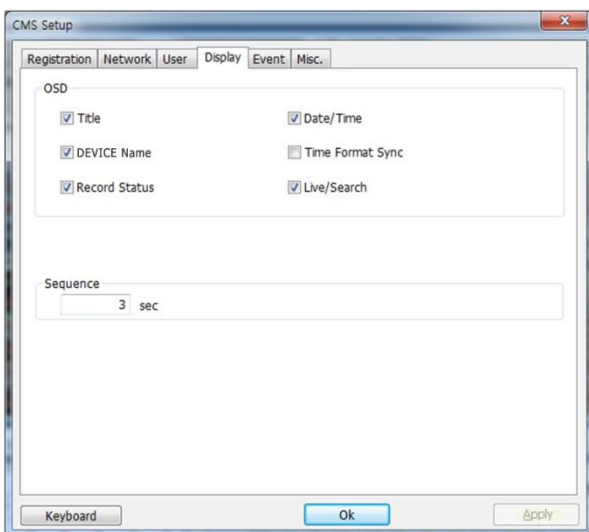 CMS Setup
Registration Network User Display Event Misc.
OSD
Title Date/Time
DEVICE Name Time Format Sync
Record Status Live/Search
Sequence
3 sec
Keyboard Ok Apply